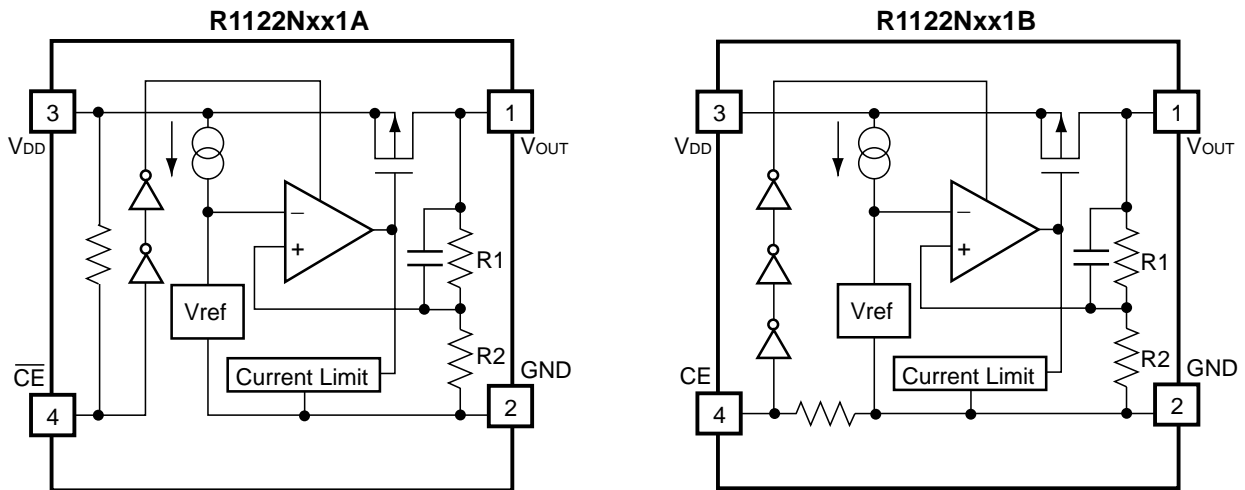 R1122Nxx1A
3
VDD
1
VOUT
−
+
R1
Vref
R2
Current Limit
C̅E̅
4
GND
2
R1122Nxx1B
3
VDD
1
VOUT
−
+
R1
Vref
R2
Current Limit
CE
4
GND
2